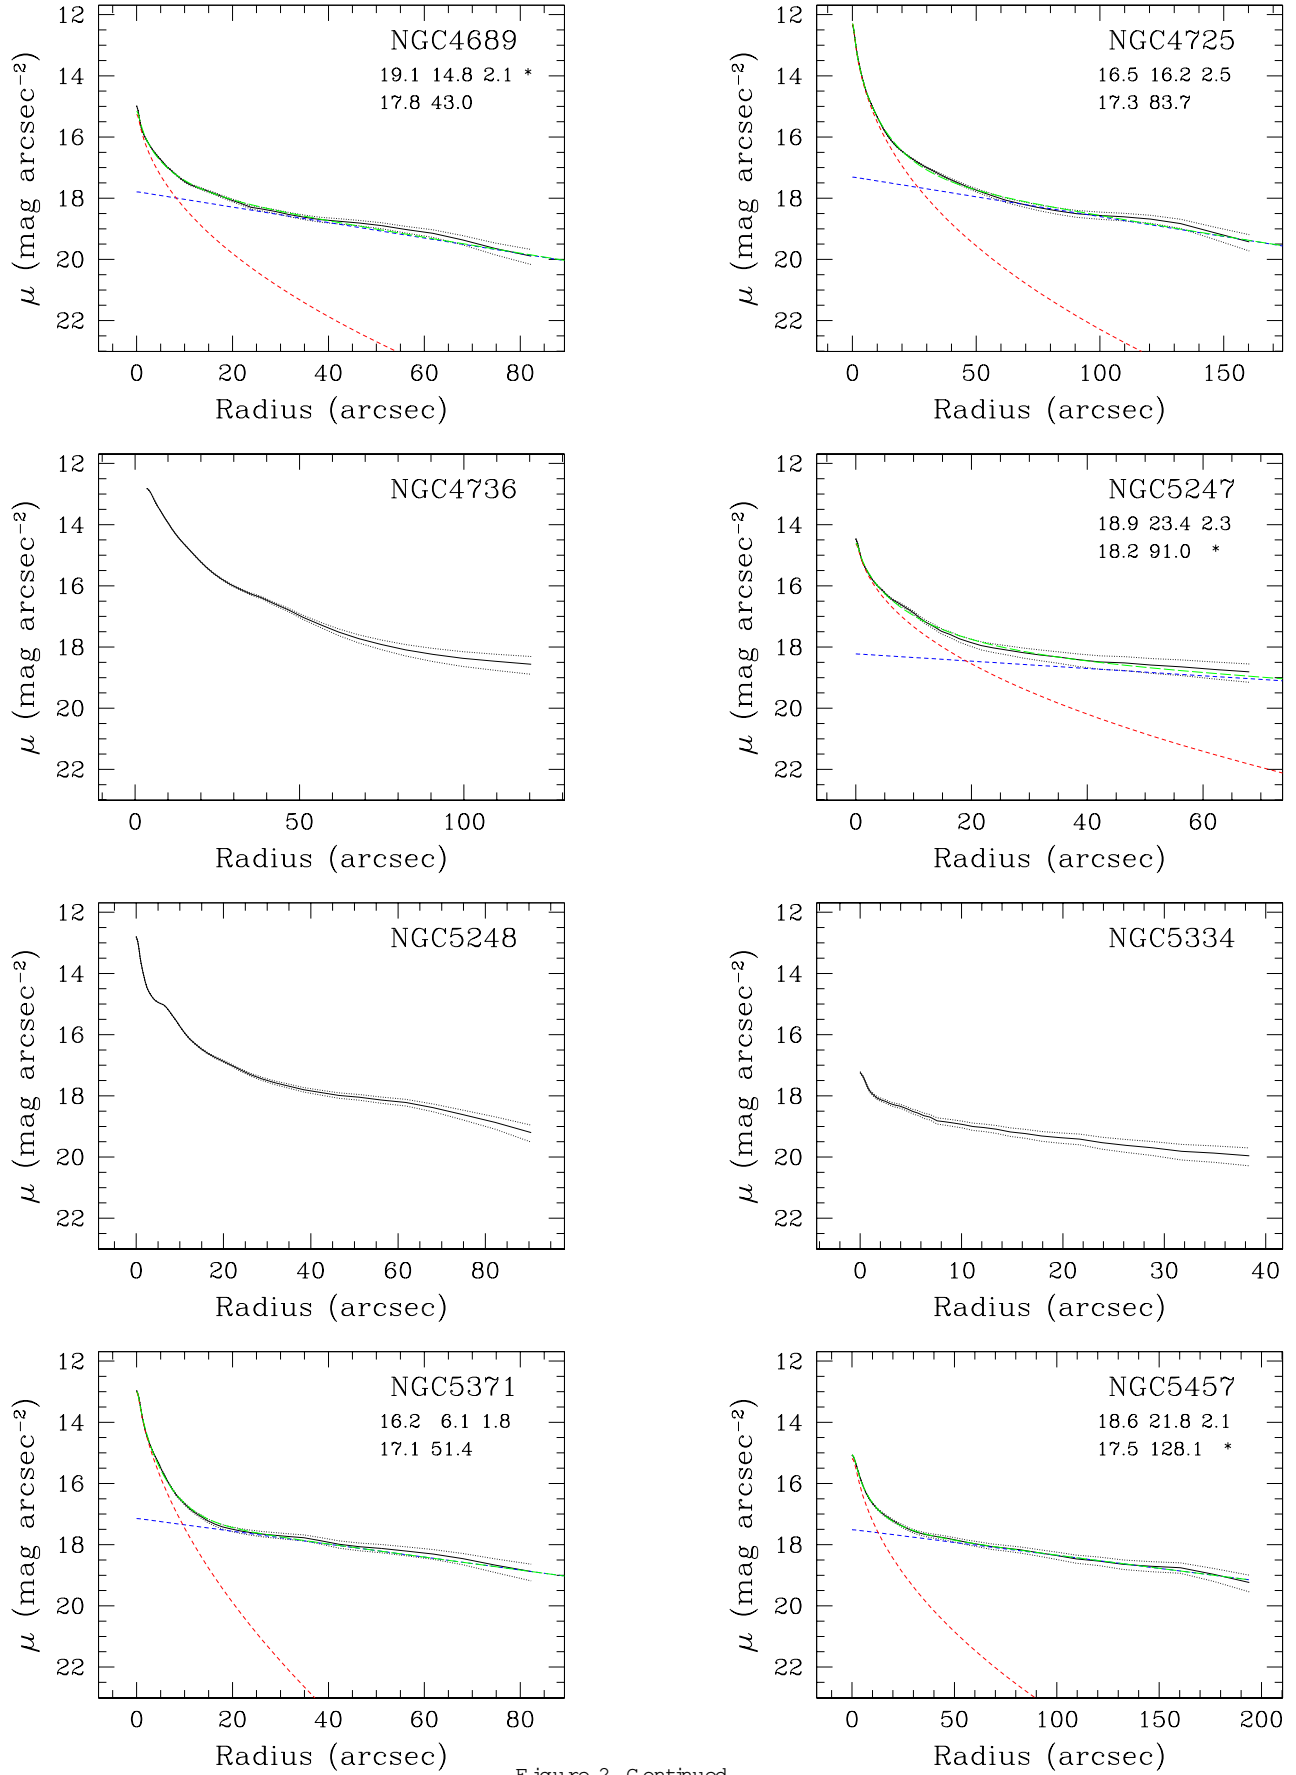 NGC4689
19.1 14.8 2.1 *
17.8 43.0
12
14
16
18
20
22
μ (mag arcsec⁻²)
0 20 40 60 80
Radius (arcsec)
NGC4725
16.5 16.2 2.5
17.3 83.7
12
14
16
18
20
22
μ (mag arcsec⁻²)
0 50 100 150
Radius (arcsec)
NGC4736
12
14
16
18
20
22
μ (mag arcsec⁻²)
0 50 100
Radius (arcsec)
NGC5247
18.9 23.4 2.3
18.2 91.0 *
12
14
16
18
20
22
μ (mag arcsec⁻²)
0 20 40 60
Radius (arcsec)
NGC5248
12
14
16
18
20
22
μ (mag arcsec⁻²)
0 20 40 60 80
Radius (arcsec)
NGC5334
12
14
16
18
20
22
μ (mag arcsec⁻²)
0 10 20 30 40
Radius (arcsec)
NGC5371
16.2 6.1 1.8
17.1 51.4
12
14
16
18
20
22
μ (mag arcsec⁻²)
0 20 40 60 80
Radius (arcsec)
NGC5457
18.6 21.8 2.1
17.5 128.1 *
12
14
16
18
20
22
μ (mag arcsec⁻²)
0 50 100 150 200
Radius (arcsec)
Figure 2. Continued